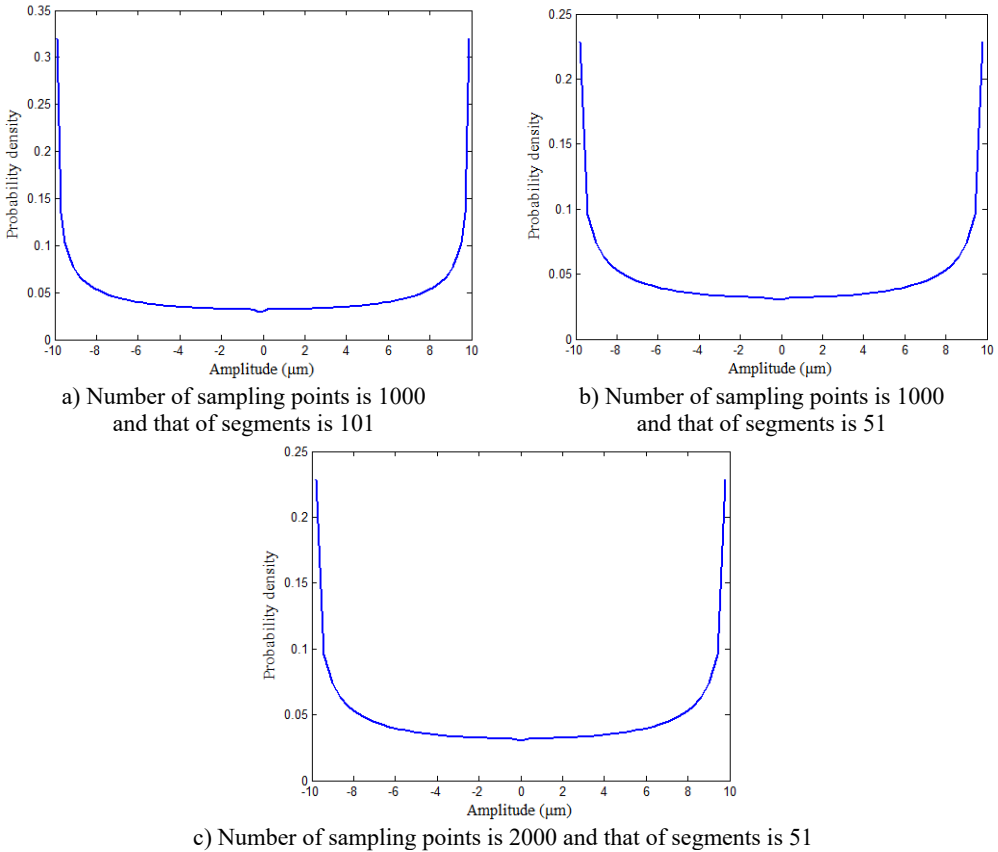 0.35
0.3
0.25
0.2
0.15
0.1
0.05
0
Probability density
-10 -8 -6 -4 -2 0 2 4 6 8 10
Amplitude (μm)
a) Number of sampling points is 1000
and that of segments is 101
0.25
0.2
0.15
0.1
0.05
0
Probability density
-10 -8 -6 -4 -2 0 2 4 6 8 10
Amplitude (μm)
b) Number of sampling points is 1000
and that of segments is 51
0.25
0.2
0.15
0.1
0.05
0
Probability density
-10 -8 -6 -4 -2 0 2 4 6 8 10
Amplitude (μm)
c) Number of sampling points is 2000 and that of segments is 51